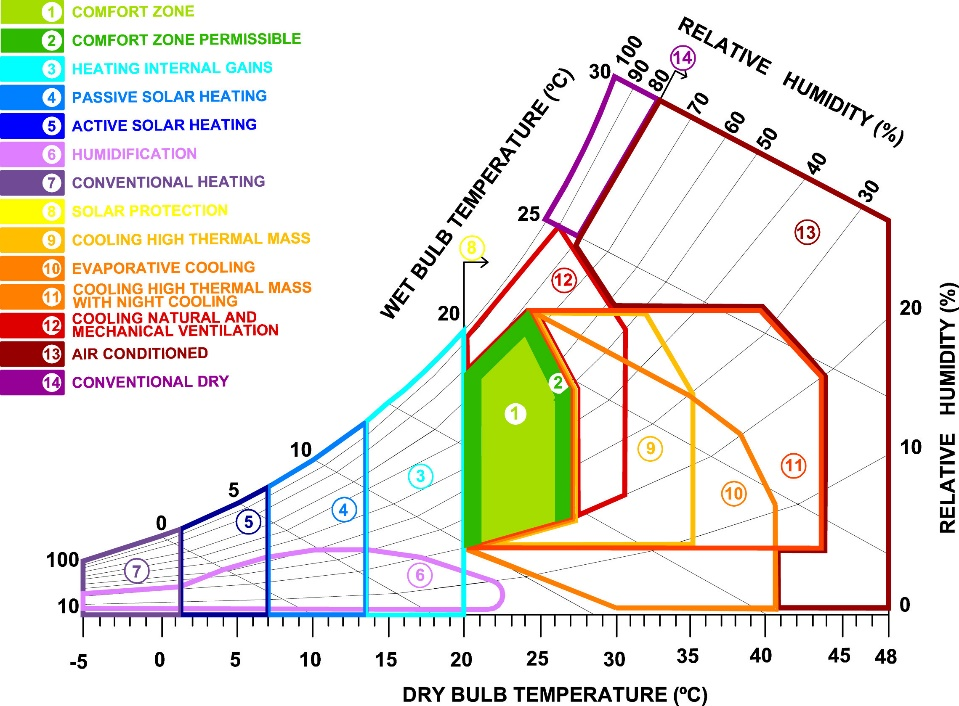 1 COMFORT ZONE
2 COMFORT ZONE PERMISSIBLE
3 HEATING INTERNAL GAINS
4 PASSIVE SOLAR HEATING
5 ACTIVE SOLAR HEATING
6 HUMIDIFICATION
7 CONVENTIONAL HEATING
8 SOLAR PROTECTION
9 COOLING HIGH THERMAL MASS
10 EVAPORATIVE COOLING
11 COOLING HIGH THERMAL MASS
WITH NIGHT COOLING
12 COOLING NATURAL AND
MECHANICAL VENTILATION
13 AIR CONDITIONED
14 CONVENTIONAL DRY
RELATIVE HUMIDITY (%)
14
100
90
80
70
60
50
40
30
WET BULB TEMPERATURE (ºC)
30
25
20
10
5
0
100
10
8
12
13
1
2
3
4
5
6
7
9
10
11
20
10
0
RELATIVE HUMIDITY (%)
-5 0 5 10 15 20 25 30 35 40 45 48
DRY BULB TEMPERATURE (ºC)